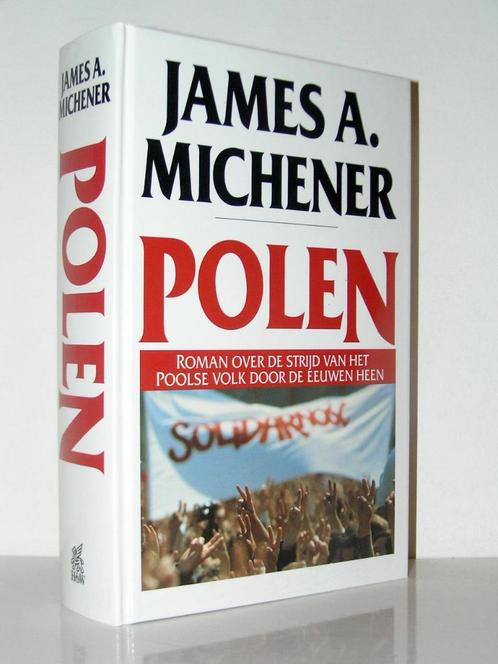 JAMES A.
MICHENER
POLEN
JAMES A.
MICHENER
POLEN
ROMAN OVER DE STRIJD VAN HET
POOLSE VOLK DOOR DE EEUWEN HEEN
SOLIDARNOŚĆ